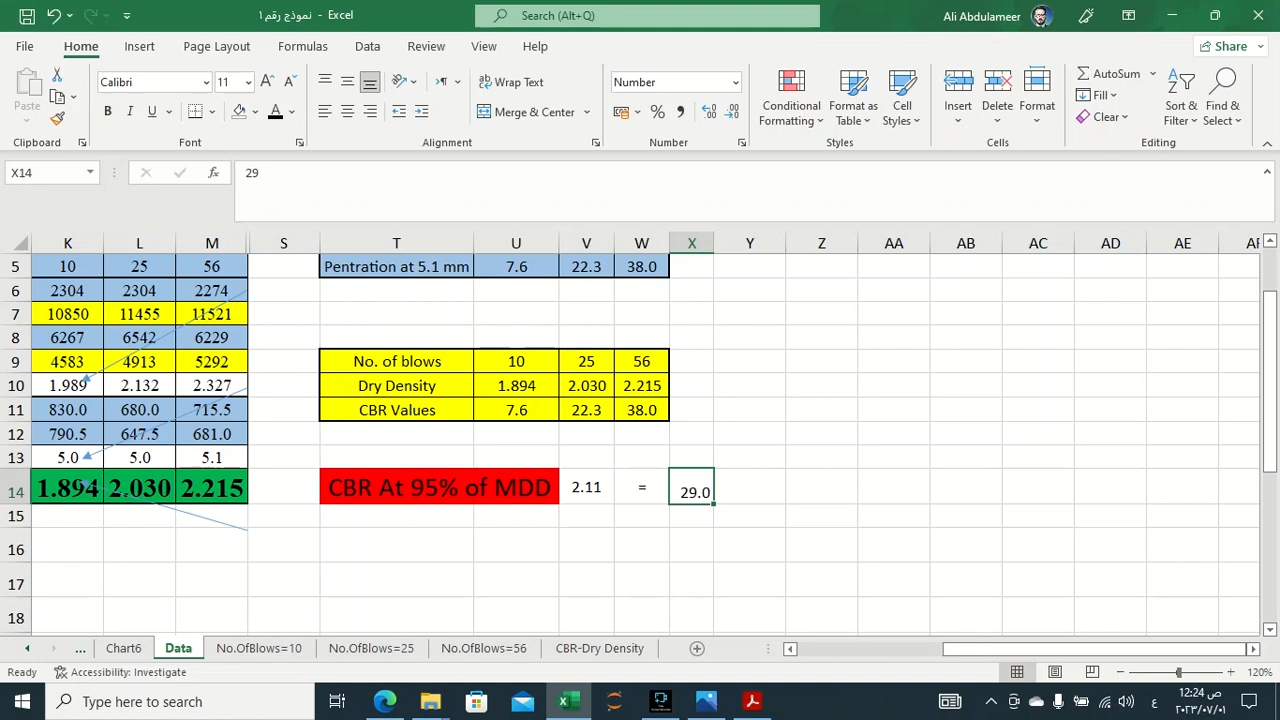 نموذج رقم١ - Excel
Search (Alt+Q)
Ali Abdulameer
File Home Insert Page Layout Formulas Data Review View Help
Share
Paste
Calibri 11
Wrap Text
Number
Merge & Center
Conditional Formatting
Format as Table
Cell Styles
Insert
Delete
Format
AutoSum
Fill
Clear
Sort & Filter
Find & Select
Clipboard Font Alignment Number Styles Cells Editing
X14 fx 29
K L M S T U V W X Y Z AA AB AC AD AE AF
5 10 25 56 Pentration at 5.1 mm 7.6 22.3 38.0
6 2304 2304 2274
7 10850 11455 11521
8 6267 6542 6229
9 4583 4913 5292 No. of blows 10 25 56
10 1.989 2.132 2.327 Dry Density 1.894 2.030 2.215
11 830.0 680.0 715.5 CBR Values 7.6 22.3 38.0
12 790.5 647.5 681.0
13 5.0 5.0 5.1
14 1.894 2.030 2.215 CBR At 95% of MDD 2.11 = 29.0
15
16
17
18
... Chart6 Data No.OfBlows=10 No.OfBlows=25 No.OfBlows=56 CBR-Dry Density
Ready Accessibility: Investigate 120%
Type here to search
ع
ص 12:24
٢٠٢٣/٠٧/٠١